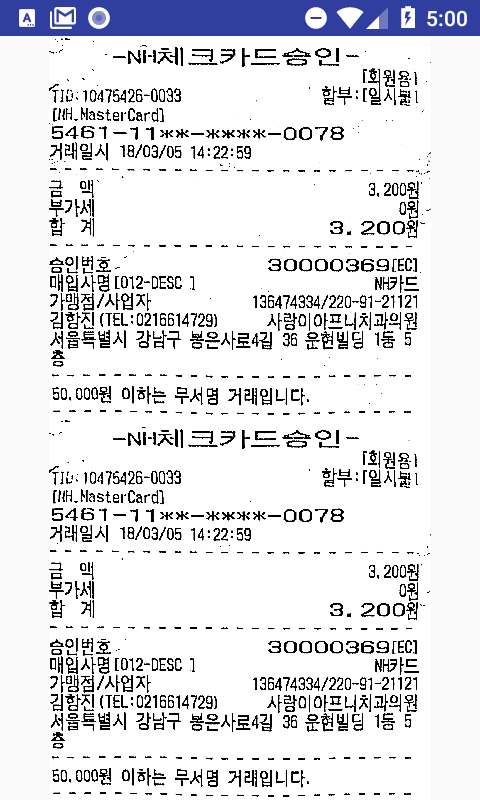 5:00
-NH체크카드승인-
[회원용]
TID:10475426-0033 할부:[일시불]
[NH.MasterCard]
5461-11**-****-0078
거래일시 18/03/05 14:22:59
금 액 3,200원
부가세 0원
합 계 3,200원
승인번호 30000369[EC]
매입사명[012-DESC ] NH카드
가맹점/사업자 136474334/220-91-21121
김함진(TEL:0216614729) 사랑이아프니치과의원
서울특별시 강남구 봉은사로4길 36 운현빌딩 1동 5
층
50,000원 이하는 무서명 거래입니다.
-NH체크카드승인-
[회원용]
TID:10475426-0033 할부:[일시불]
[NH.MasterCard]
5461-11**-****-0078
거래일시 18/03/05 14:22:59
금 액 3,200원
부가세 0원
합 계 3,200원
승인번호 30000369[EC]
매입사명[012-DESC ] NH카드
가맹점/사업자 136474334/220-91-21121
김함진(TEL:0216614729) 사랑이아프니치과의원
서울특별시 강남구 봉은사로4길 36 운현빌딩 1동 5
층
50,000원 이하는 무서명 거래입니다.